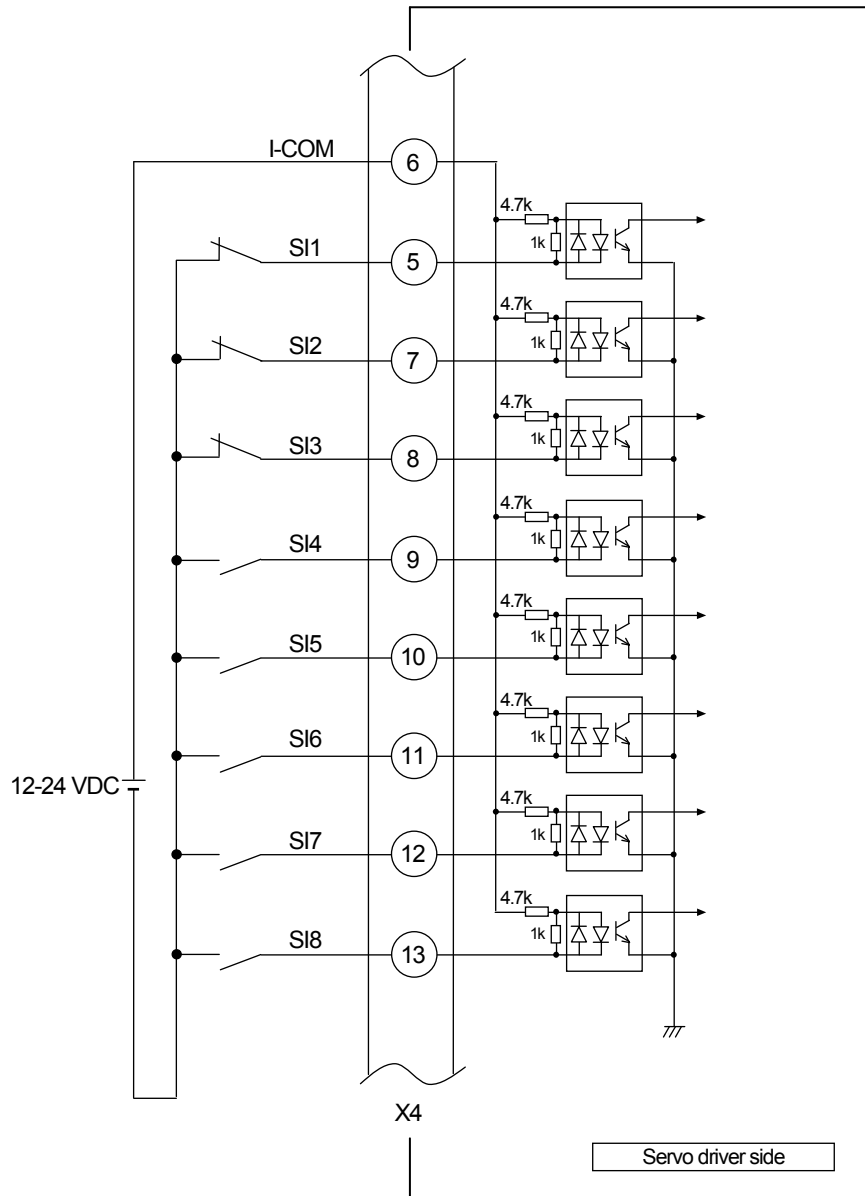 I-COM
6
4.7k
1k
SI1
5
4.7k
1k
SI2
7
4.7k
1k
SI3
8
4.7k
1k
SI4
9
4.7k
1k
SI5
10
4.7k
1k
SI6
11
12-24 VDC
4.7k
1k
SI7
12
4.7k
1k
SI8
13
X4
Servo driver side